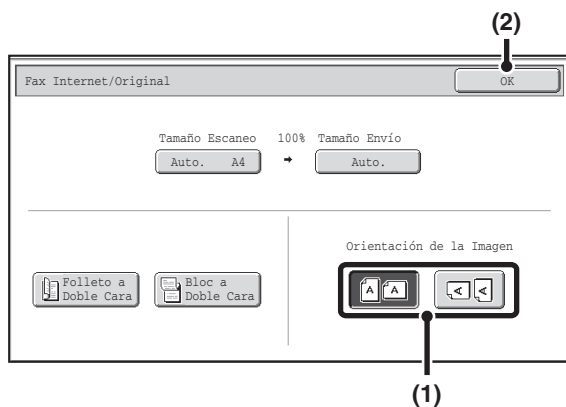 (2)
Fax Internet/Original
OK
Tamaño Escaneo 100% Tamaño Envío
Auto. A4 → Auto.
Orientación de la Imagen
Folleto a
Doble Cara
Bloc a
Doble Cara
A A A A
(1)